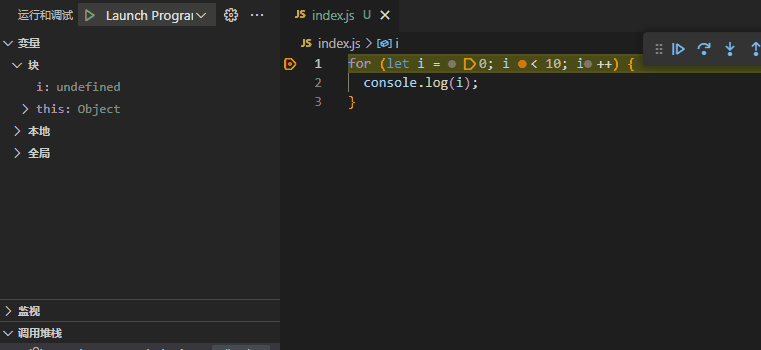 运行和调试 Launch Program
变量
块
i: undefined
this: Object
本地
全局
监视
调用堆栈
JS index.js U
JS index.js > i
1 for (let i = 0; i < 10; i++) {
2 console.log(i);
3 }